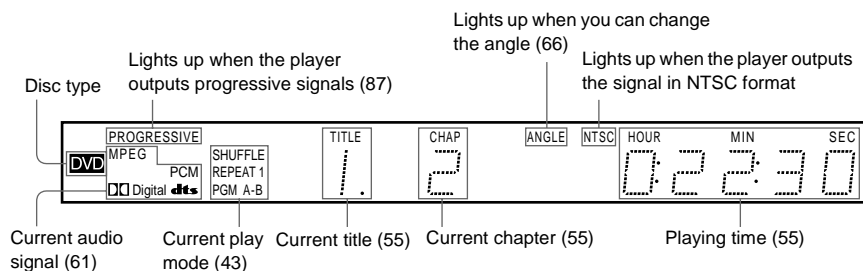 Lights up when you can change
the angle (66)
Lights up when the player
outputs progressive signals (87)
Lights up when the player outputs
the signal in NTSC format
Disc type
PROGRESSIVE
TITLE
CHAP
ANGLE
NTSC
HOUR MIN SEC
DVD
MPEG
PCM
Digital dts
SHUFFLE
REPEAT 1
PGM A-B
1.
2
0:22:30
Current audio
signal (61)
Current play
mode (43)
Current title (55)
Current chapter (55)
Playing time (55)